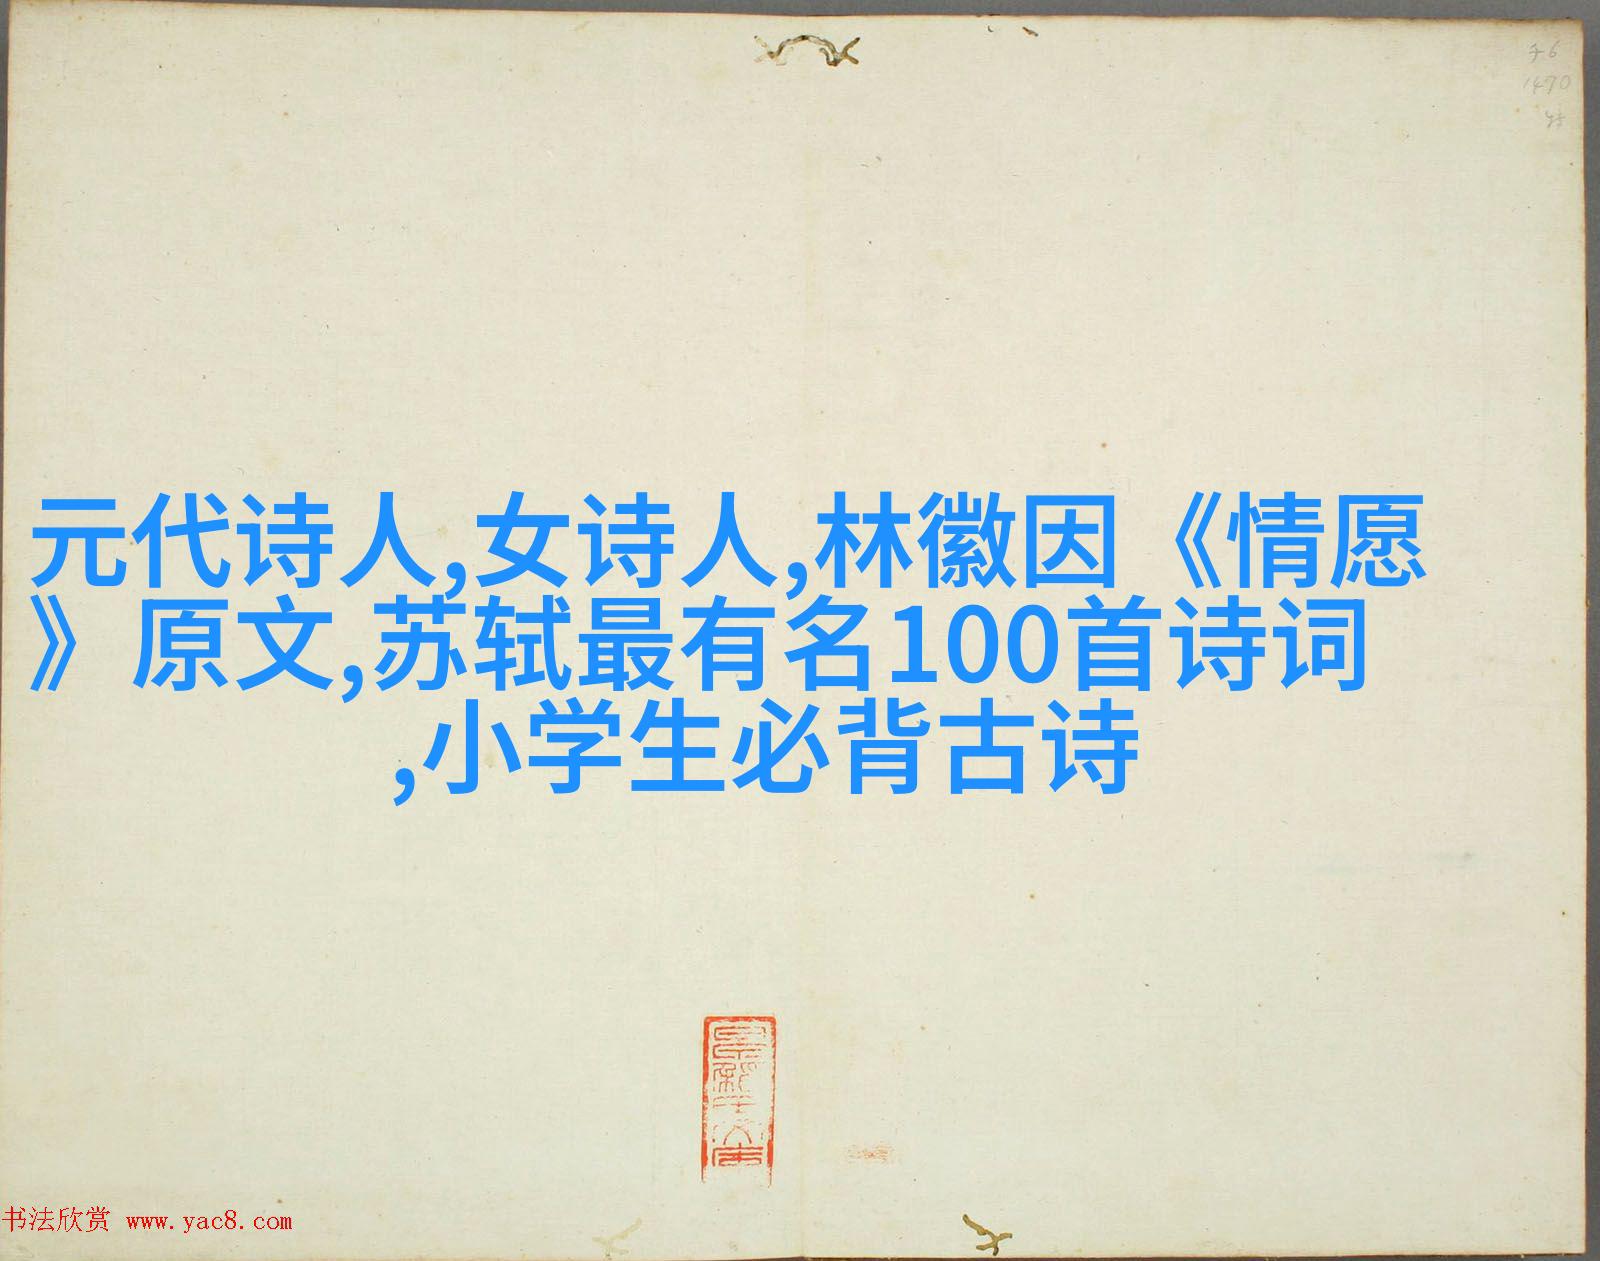 元代诗人,女诗人,林徽因《情愿
》原文,苏轼最有名100首诗词
,小学生必背古诗
书法欣赏 www.yac8.com